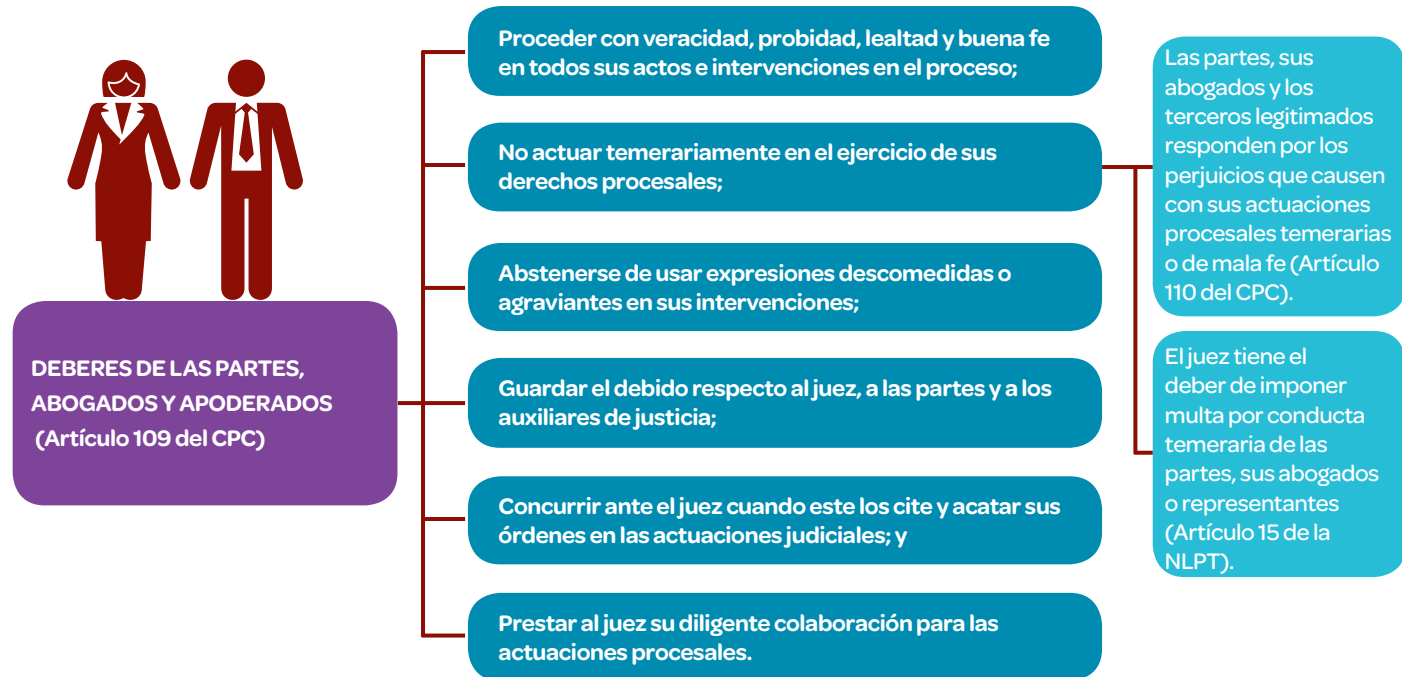 DEBERES DE LAS PARTES,
ABOGADOS Y APODERADOS
(Artículo 109 del CPC)
Proceder con veracidad, probidad, lealtad y buena fe
en todos sus actos e intervenciones en el proceso;
No actuar temerariamente en el ejercicio de sus
derechos procesales;
Abstenerse de usar expresiones descomedidas o
agraviantes en sus intervenciones;
Guardar el debido respecto al juez, a las partes y a los
auxiliares de justicia;
Concurrir ante el juez cuando este los cite y acatar sus
órdenes en las actuaciones judiciales; y
Prestar al juez su diligente colaboración para las
actuaciones procesales.
Las partes, sus
abogados y los
terceros legitimados
responden por los
perjuicios que causen
con sus actuaciones
procesales temerarias
o de mala fe (Artículo
110 del CPC).
El juez tiene el
deber de imponer
multa por conducta
temeraria de las
partes, sus abogados
o representantes
(Artículo 15 de la
NLPT).